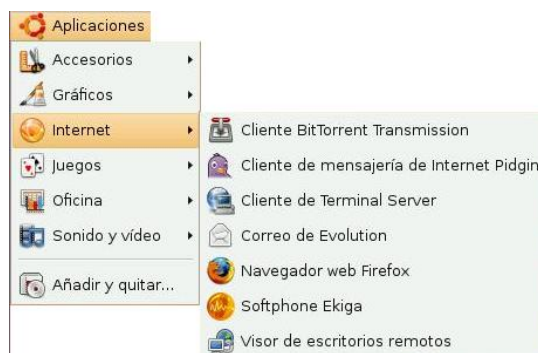 Aplicaciones
Accesorios
Gráficos
Internet
Juegos
Oficina
Sonido y vídeo
Añadir y quitar...
Cliente BitTorrent Transmission
Cliente de mensajería de Internet Pidgin
Cliente de Terminal Server
Correo de Evolution
Navegador web Firefox
Softphone Ekiga
Visor de escritorios remotos